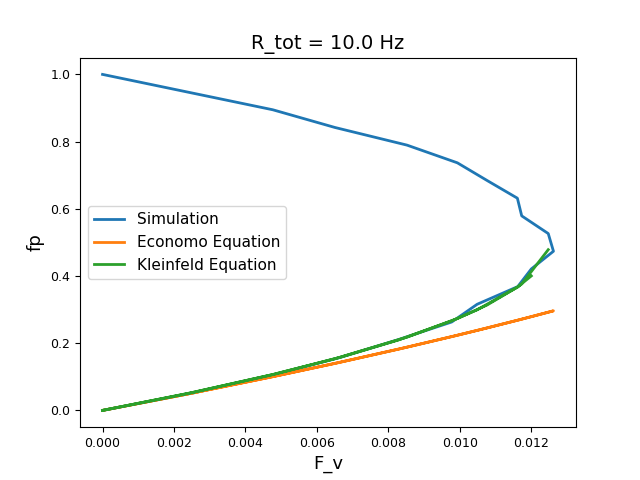 R_tot = 10.0 Hz
1.0
0.8
0.6
0.4
0.2
0.0
fp
Simulation
Economo Equation
Kleinfeld Equation
0.000 0.002 0.004 0.006 0.008 0.010 0.012
F_v